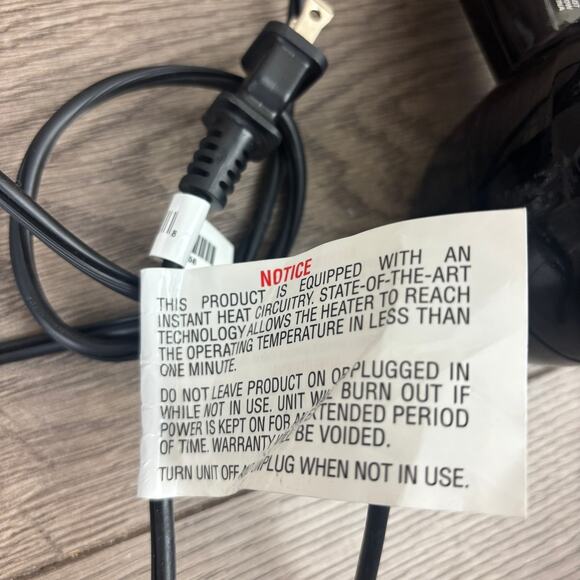 NOTICE
THIS PRODUCT IS EQUIPPED WITH AN
INSTANT HEAT CIRCUITRY. STATE-OF-THE-ART
TECHNOLOGY ALLOWS THE HEATER TO REACH
THE OPERATING TEMPERATURE IN LESS THAN
ONE MINUTE.
DO NOT LEAVE PRODUCT ON OR PLUGGED IN
WHILE NOT IN USE. UNIT WILL BURN OUT IF
POWER IS KEPT ON FOR EXTENDED PERIOD
OF TIME. WARRANTY WILL BE VOIDED.
TURN UNIT OFF UNPLUG WHEN NOT IN USE.
8
56